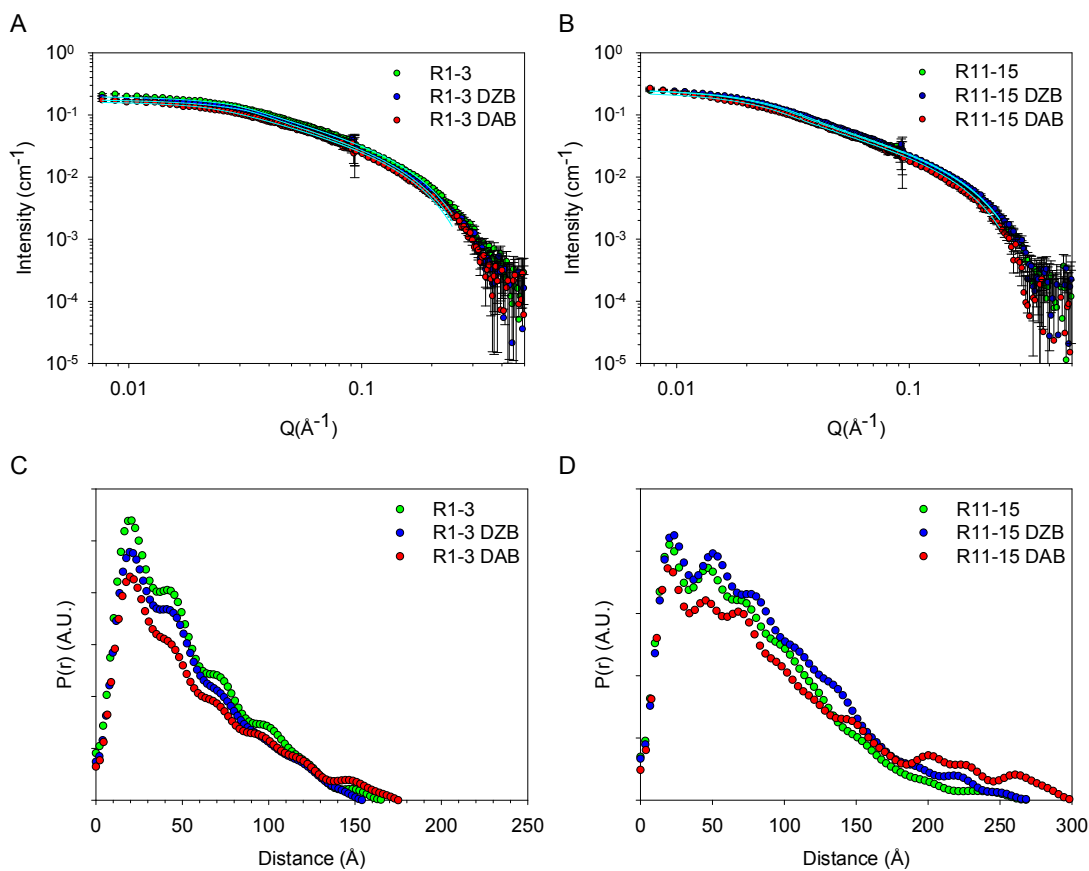 A
10⁰
10⁻¹
10⁻²
10⁻³
10⁻⁴
10⁻⁵
Intensity (cm⁻¹)
R1-3
R1-3 DZB
R1-3 DAB
0.01
0.1
Q(Å⁻¹)
B
10⁰
10⁻¹
10⁻²
10⁻³
10⁻⁴
10⁻⁵
Intensity (cm⁻¹)
R11-15
R11-15 DZB
R11-15 DAB
0.01
0.1
Q(Å⁻¹)
C
P(r) (A.U.)
R1-3
R1-3 DZB
R1-3 DAB
0 50 100 150 200 250
Distance (Å)
D
P(r) (A.U.)
R11-15
R11-15 DZB
R11-15 DAB
0 50 100 150 200 250 300
Distance (Å)